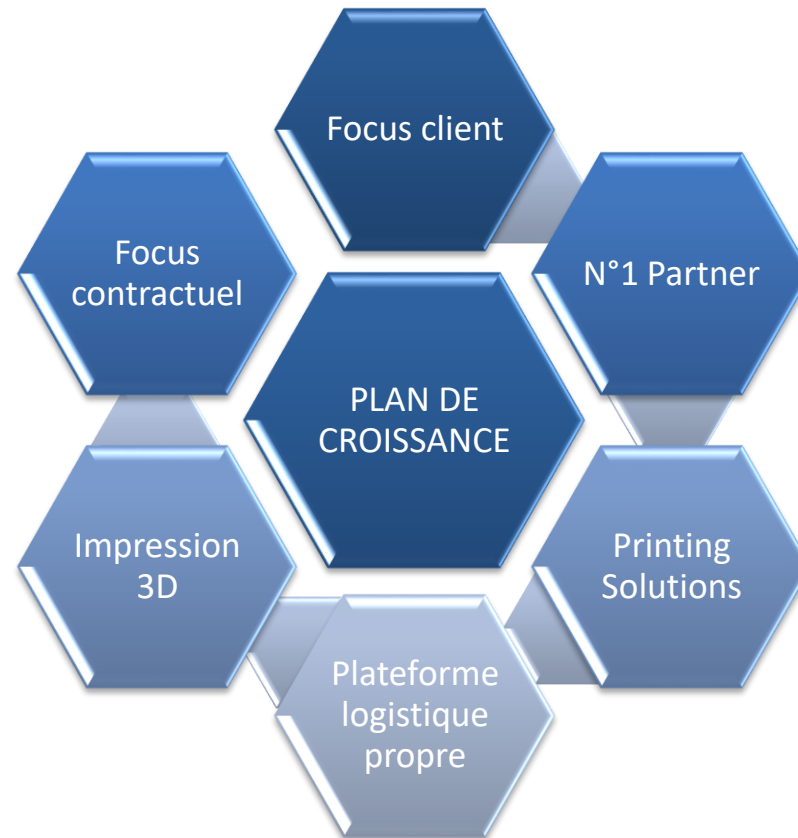 Focus client
N°1 Partner
Printing
Solutions
Plateforme
logistique
propre
Impression
3D
Focus
contractuel
PLAN DE
CROISSANCE